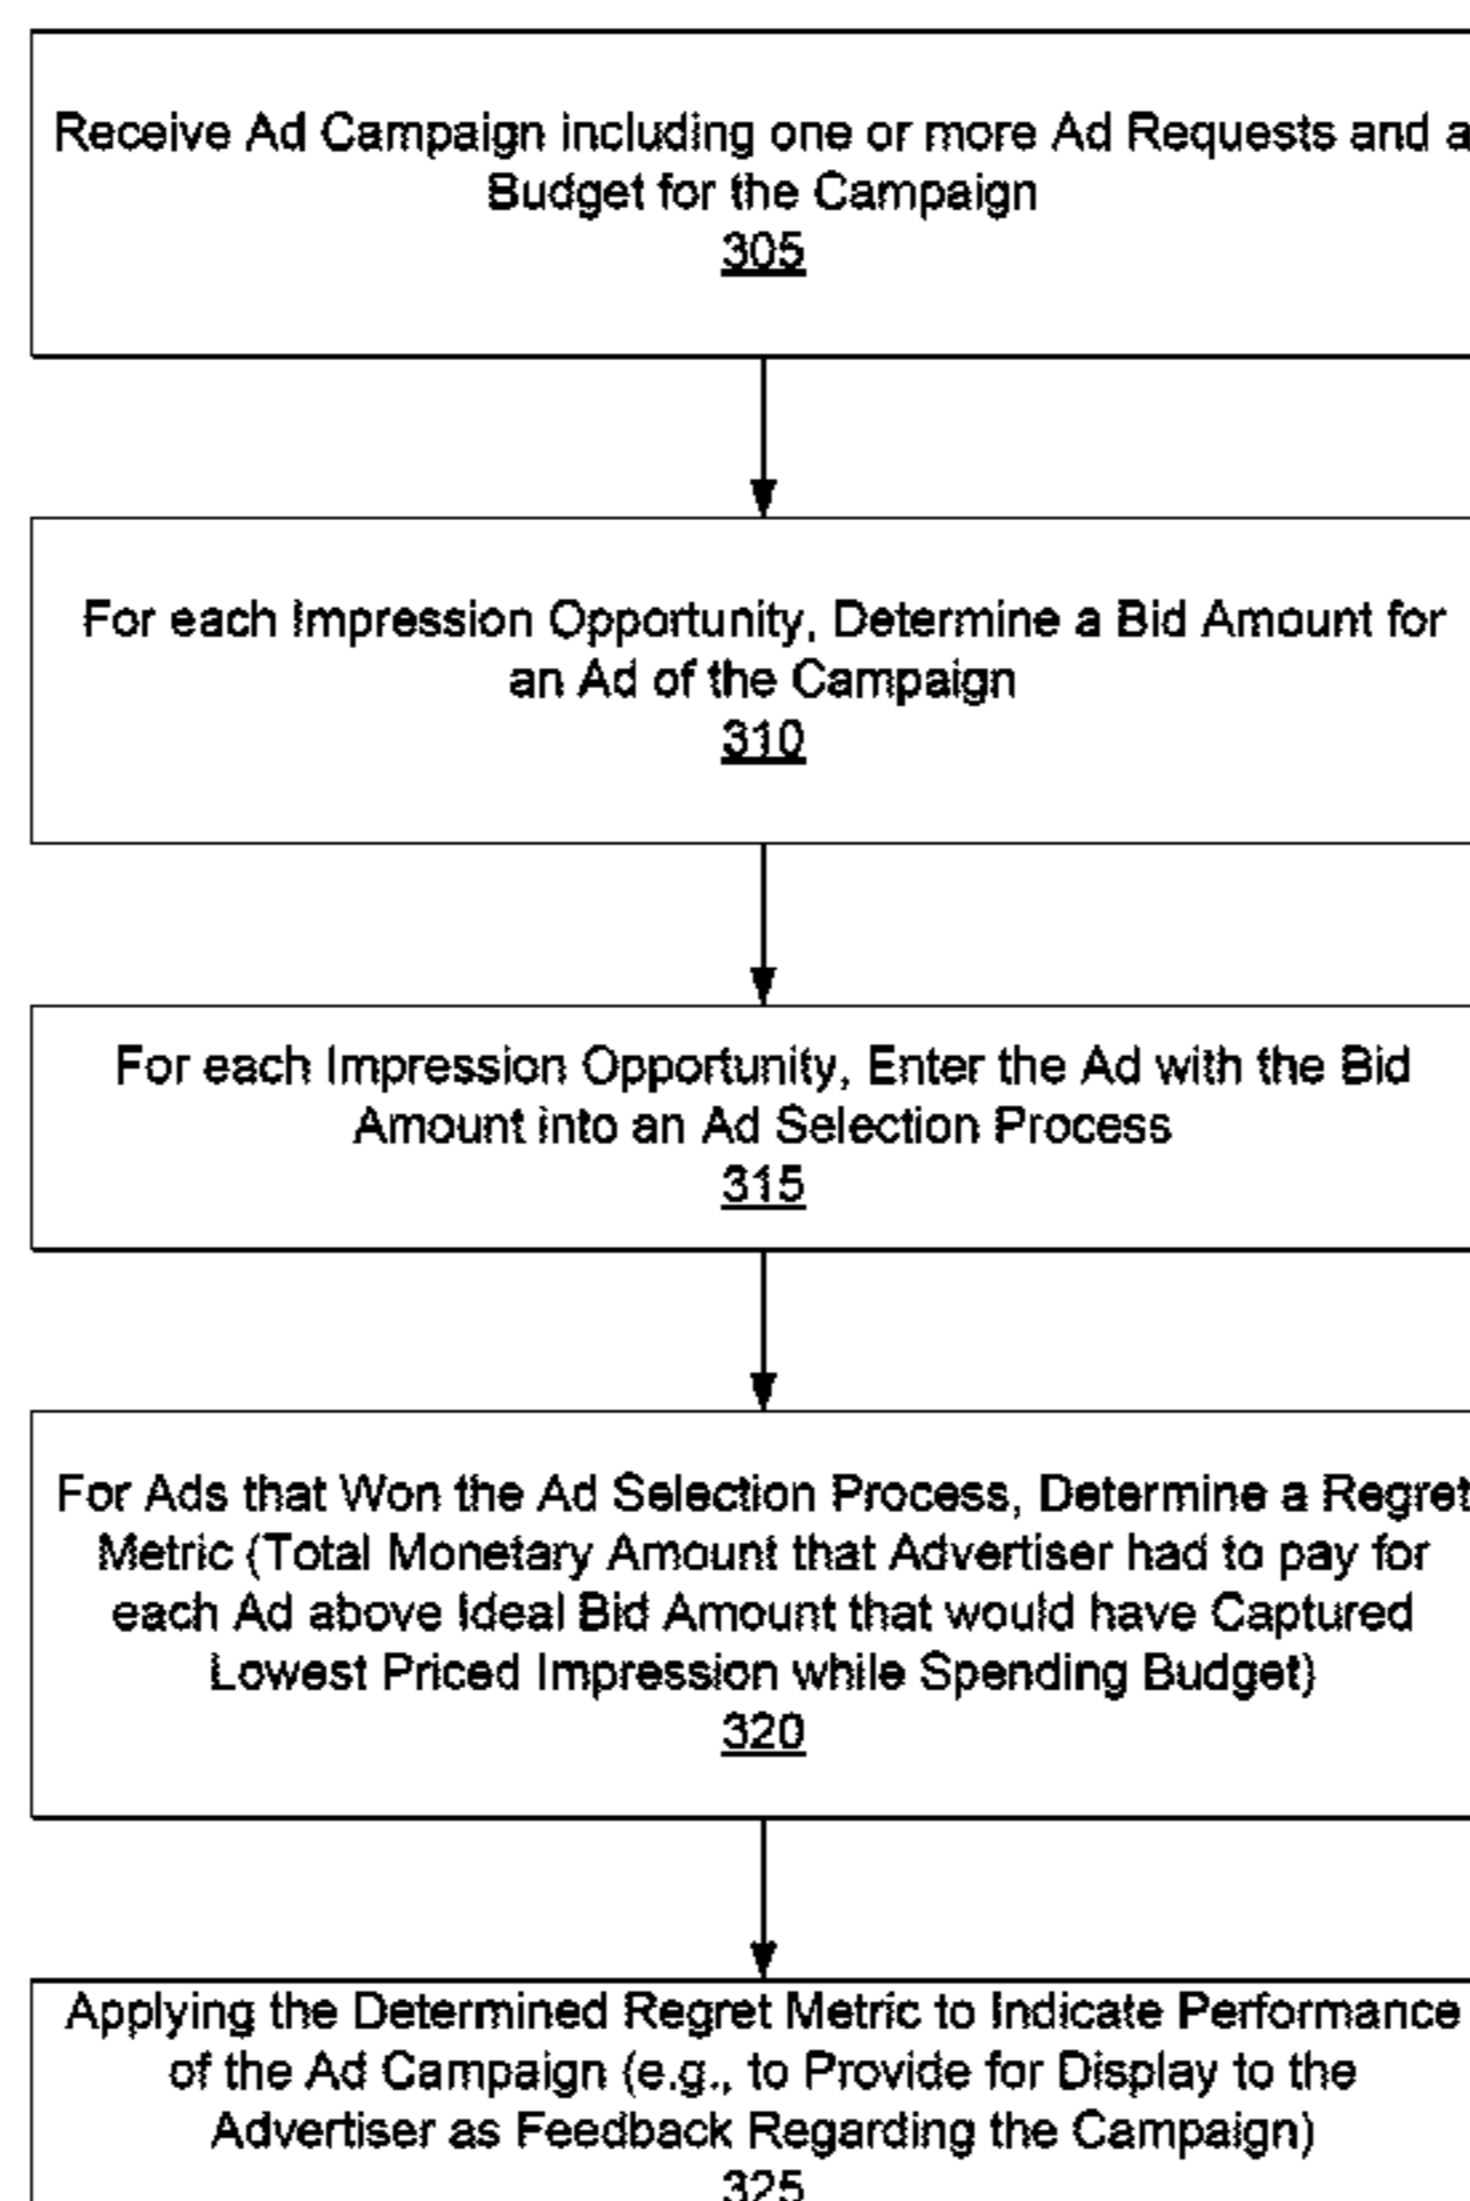 Receive Ad Campaign including one or more Ad Requests and a
Budget for the Campaign
305
For each Impression Opportunity, Determine a Bid Amount for
an Ad of the Campaign
310
For each Impression Opportunity, Enter the Ad with the Bid
Amount into an Ad Selection Process
315
For Ads that Won the Ad Selection Process, Determine a Regret
Metric (Total Monetary Amount that Advertiser had to pay for
each Ad above Ideal Bid Amount that would have Captured
Lowest Priced Impression while Spending Budget)
320
Applying the Determined Regret Metric to Indicate Performance
of the Ad Campaign (e.g., to Provide for Display to the
Advertiser as Feedback Regarding the Campaign)
325